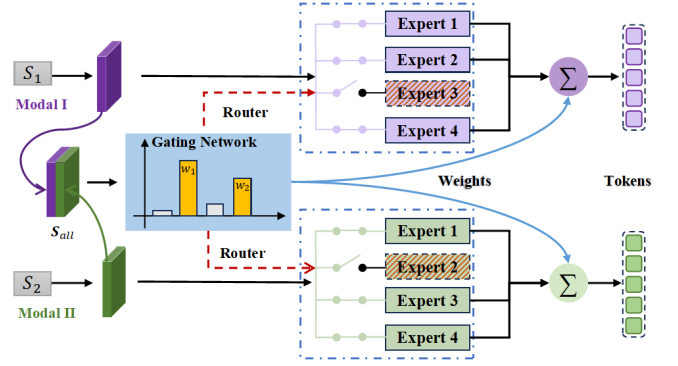 Expert 1
Expert 2
Expert 3
Expert 4
S1
Modal I
Router
Gating Network
w1
w2
∑
Weights
Tokens
Sall
Router
S2
Modal II
Expert 1
Expert 2
Expert 3
Expert 4
∑